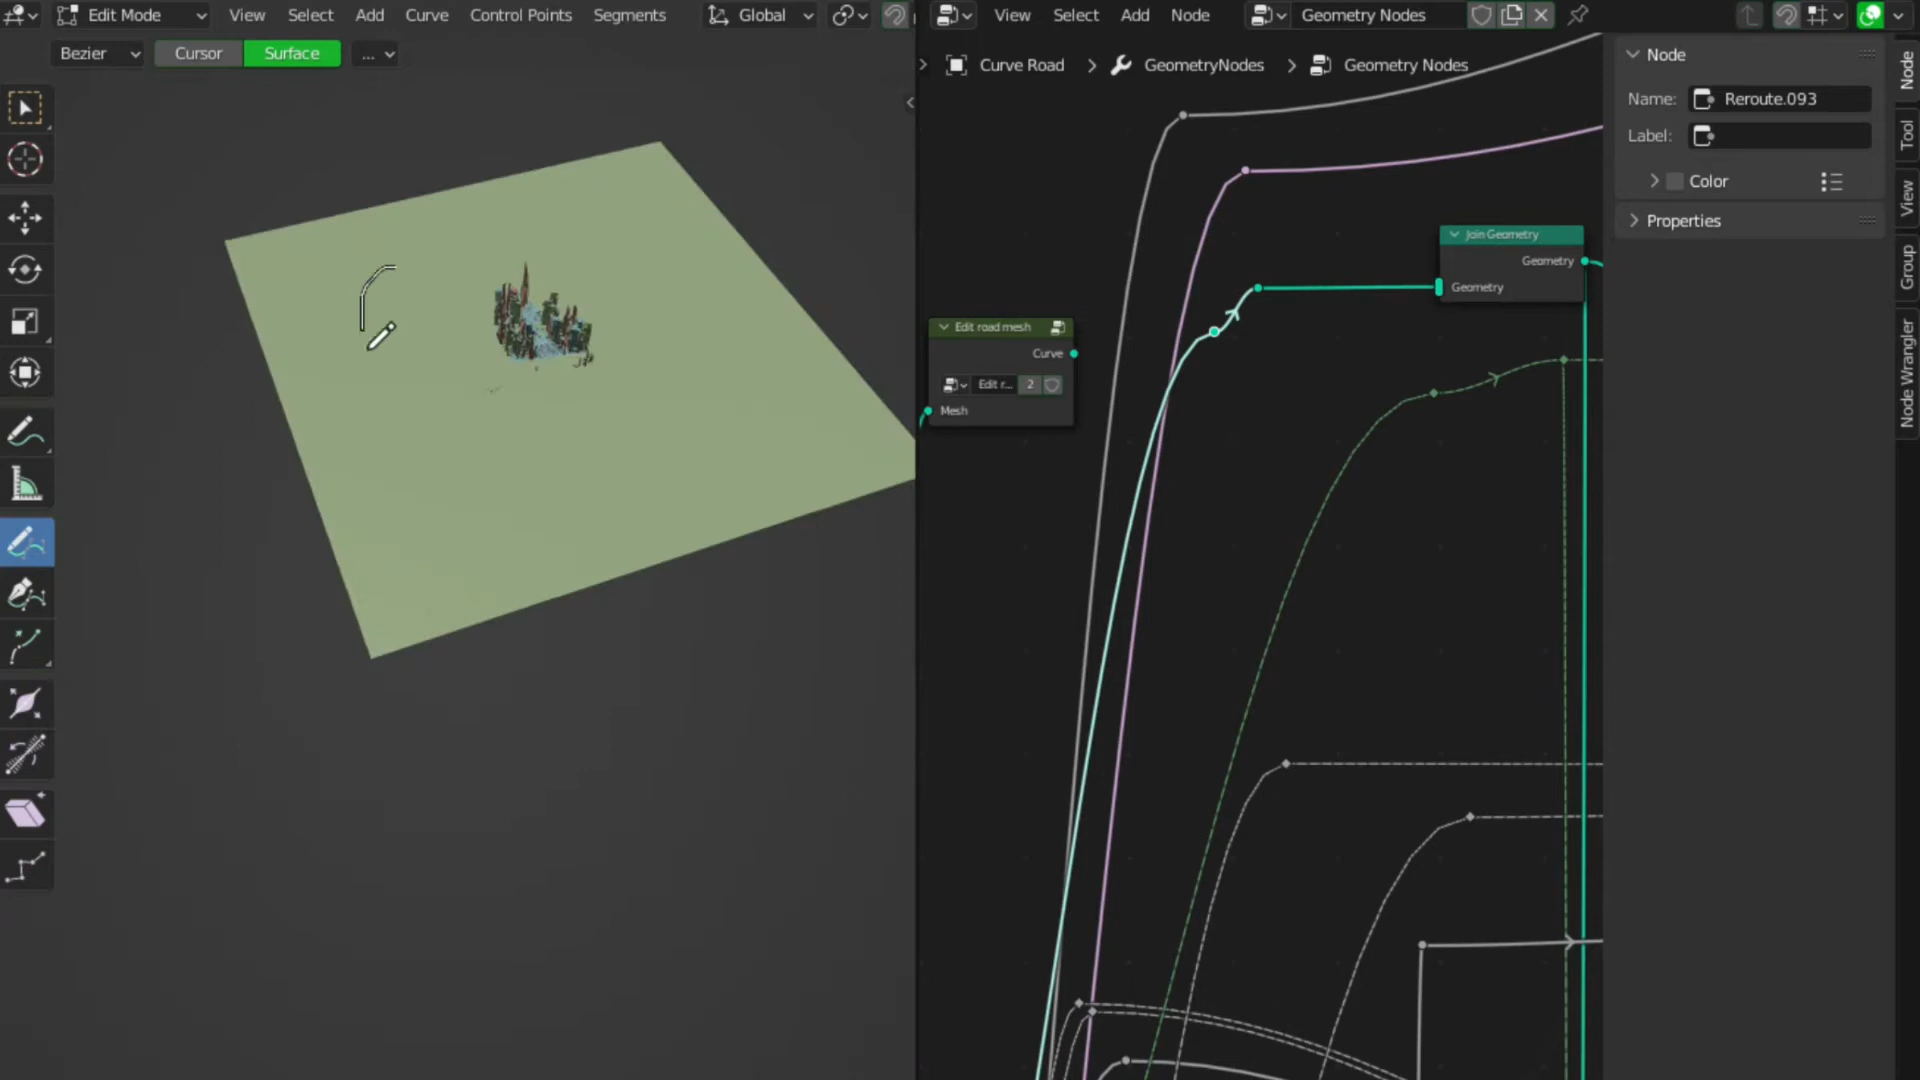 Edit Mode View Select Add Curve Control Points Segments Global
Bezier Cursor Surface ...
View Select Add Node Geometry Nodes
Curve Road GeometryNodes Geometry Nodes
Edit road mesh
Curve
Edit r... 2
Mesh
Join Geometry
Geometry
Geometry
Node
Name: Reroute.093
Label:
Color
Properties
Node
Tool
View
Group
Node Wrangler